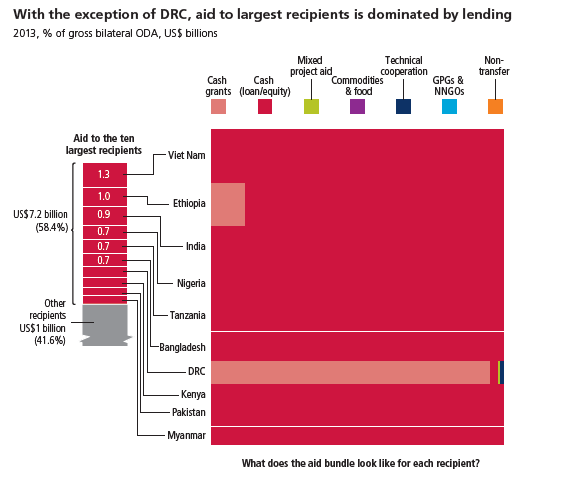 With the exception of DRC, aid to largest recipients is dominated by lending
2013, % of gross bilateral ODA, US$ billions
Cash
grants
Cash
(loan/equity)
Mixed
project aid
Commodities
& food
Technical
cooperation
GPGs &
NNGOs
Non-
transfer
Aid to the ten
largest recipients
1.3
1.0
0.9
0.7
0.7
0.7
US$7.2 billion
(58.4%)
Other
recipients
US$1 billion
(41.6%)
Viet Nam
Ethiopia
India
Nigeria
Tanzania
Bangladesh
DRC
Kenya
Pakistan
Myanmar
What does the aid bundle look like for each recipient?